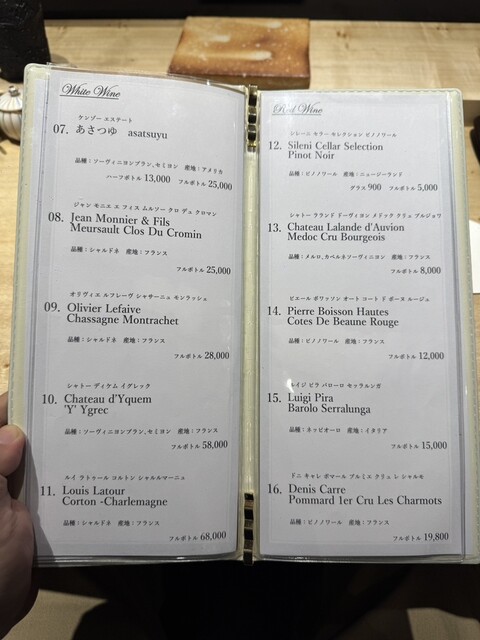 White Wine
ケンゾー エステート
07. あさつゆ asatsuyu
品種：ソーヴィニヨンブラン、セミヨン 産地：アメリカ
ハーフボトル 13,000 フルボトル 25,000
ジャン モニエ エ フィス ムルソー クロ デュ クロマン
08. Jean Monnier & Fils
Meursault Clos Du Cromin
品種：シャルドネ 産地：フランス
フルボトル 25,000
オリヴィエ ルフレーヴ シャサーニュ モンラッシェ
09. Olivier Lefaive
Chassagne Montrachet
品種：シャルドネ 産地：フランス
フルボトル 28,000
シャトー ディケム イグレック
10. Chateau d'Yquem
'Y' Ygrec
品種：ソーヴィニヨンブラン、セミヨン 産地：フランス
フルボトル 58,000
ルイ ラトゥール コルトン シャルルマーニュ
11. Louis Latour
Corton -Charlemagne
品種：シャルドネ 産地：フランス
フルボトル 68,000
Red Wine
シレーニ セラー セレクション ピノノワール
12. Sileni Cellar Selection
Pinot Noir
品種：ピノノワール 産地：ニュージーランド
グラス 900 フルボトル 5,000
シャトー ラランド ドーヴィヨン メドック クリュ ブルジョワ
13. Chateau Lalande d'Auvion
Medoc Cru Bourgeois
品種：メルロ、カベルネソーヴィニヨン 産地：フランス
フルボトル 8,000
ピエール ボワッソン オート コート ド ボーヌ ルージュ
14. Pierre Boisson Hautes
Cotes De Beaune Rouge
品種：ピノノワール 産地：フランス
フルボトル 12,000
ルイジ ピラ バローロ セッラルンガ
15. Luigi Pira
Barolo Serralunga
品種：ネッビオーロ 産地：イタリア
フルボトル 15,000
ドニ キャレ ポマール プルミエ クリュ レ シャルモ
16. Denis Carre
Pommard 1er Cru Les Charmots
品種：ピノノワール 産地：フランス
フルボトル 19,800